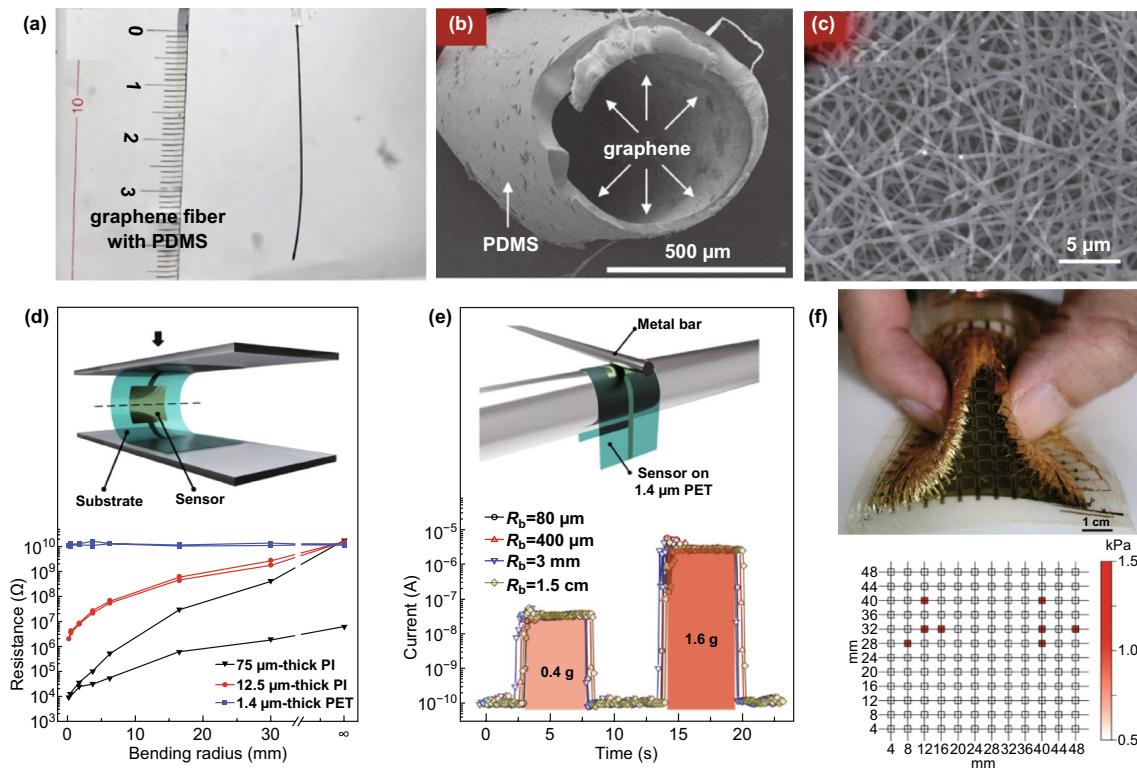 (a)
0
1
2
3
10
graphene fiber
with PDMS
(b)
graphene
PDMS
500 µm
(c)
5 µm
(d)
Substrate
Sensor
Resistance (Ω)
10¹⁰
10⁹
10⁸
10⁷
10⁶
10⁵
10⁴
10³
75 µm-thick PI
12.5 µm-thick PI
1.4 µm-thick PET
0 10 20 30 ∞
Bending radius (mm)
(e)
Metal bar
Sensor on
1.4 µm PET
R_b=80 µm
R_b=400 µm
R_b=3 mm
R_b=1.5 cm
Current (A)
10⁻⁵
10⁻⁶
10⁻⁷
10⁻⁸
10⁻⁹
10⁻¹⁰
0.4 g
1.6 g
0 5 10 15 20
Time (s)
(f)
1 cm
kPa
1.5
1.0
0.5
mm
48
44
40
36
32
28
24
20
16
12
8
4
4 8 1216 20 24 28 323640 44 48
mm